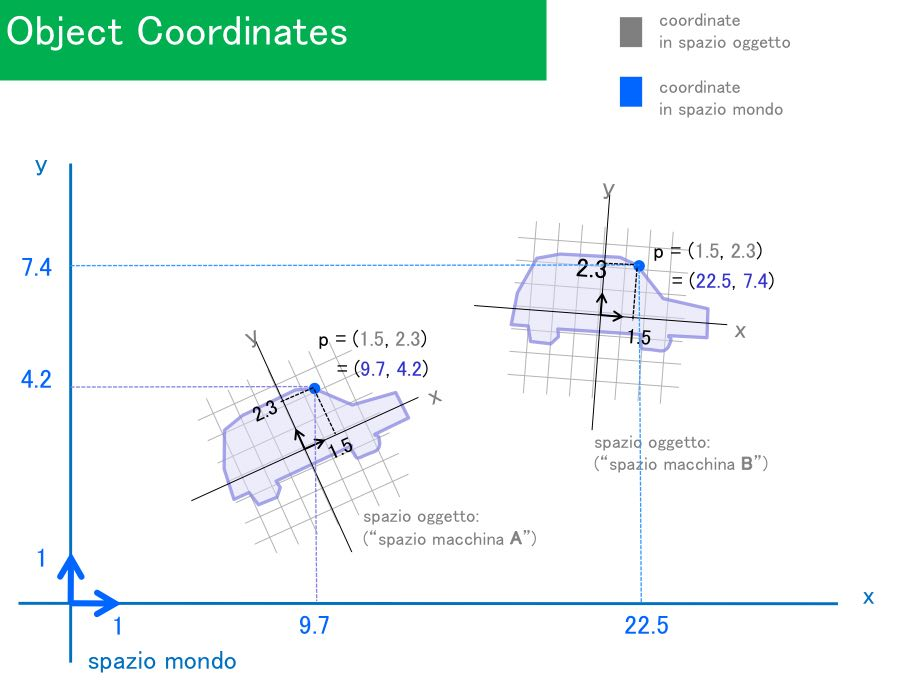 Object Coordinates
coordinate
in spazio oggetto
coordinate
in spazio mondo
y
y
7.4
2.3
p = (1.5, 2.3)
= (22.5, 7.4)
x
1.5
y
p = (1.5, 2.3)
= (9.7, 4.2)
4.2
x
2.3
1.5
spazio oggetto:
(“spazio macchina B”)
spazio oggetto:
(“spazio macchina A”)
1
x
1
9.7
22.5
spazio mondo